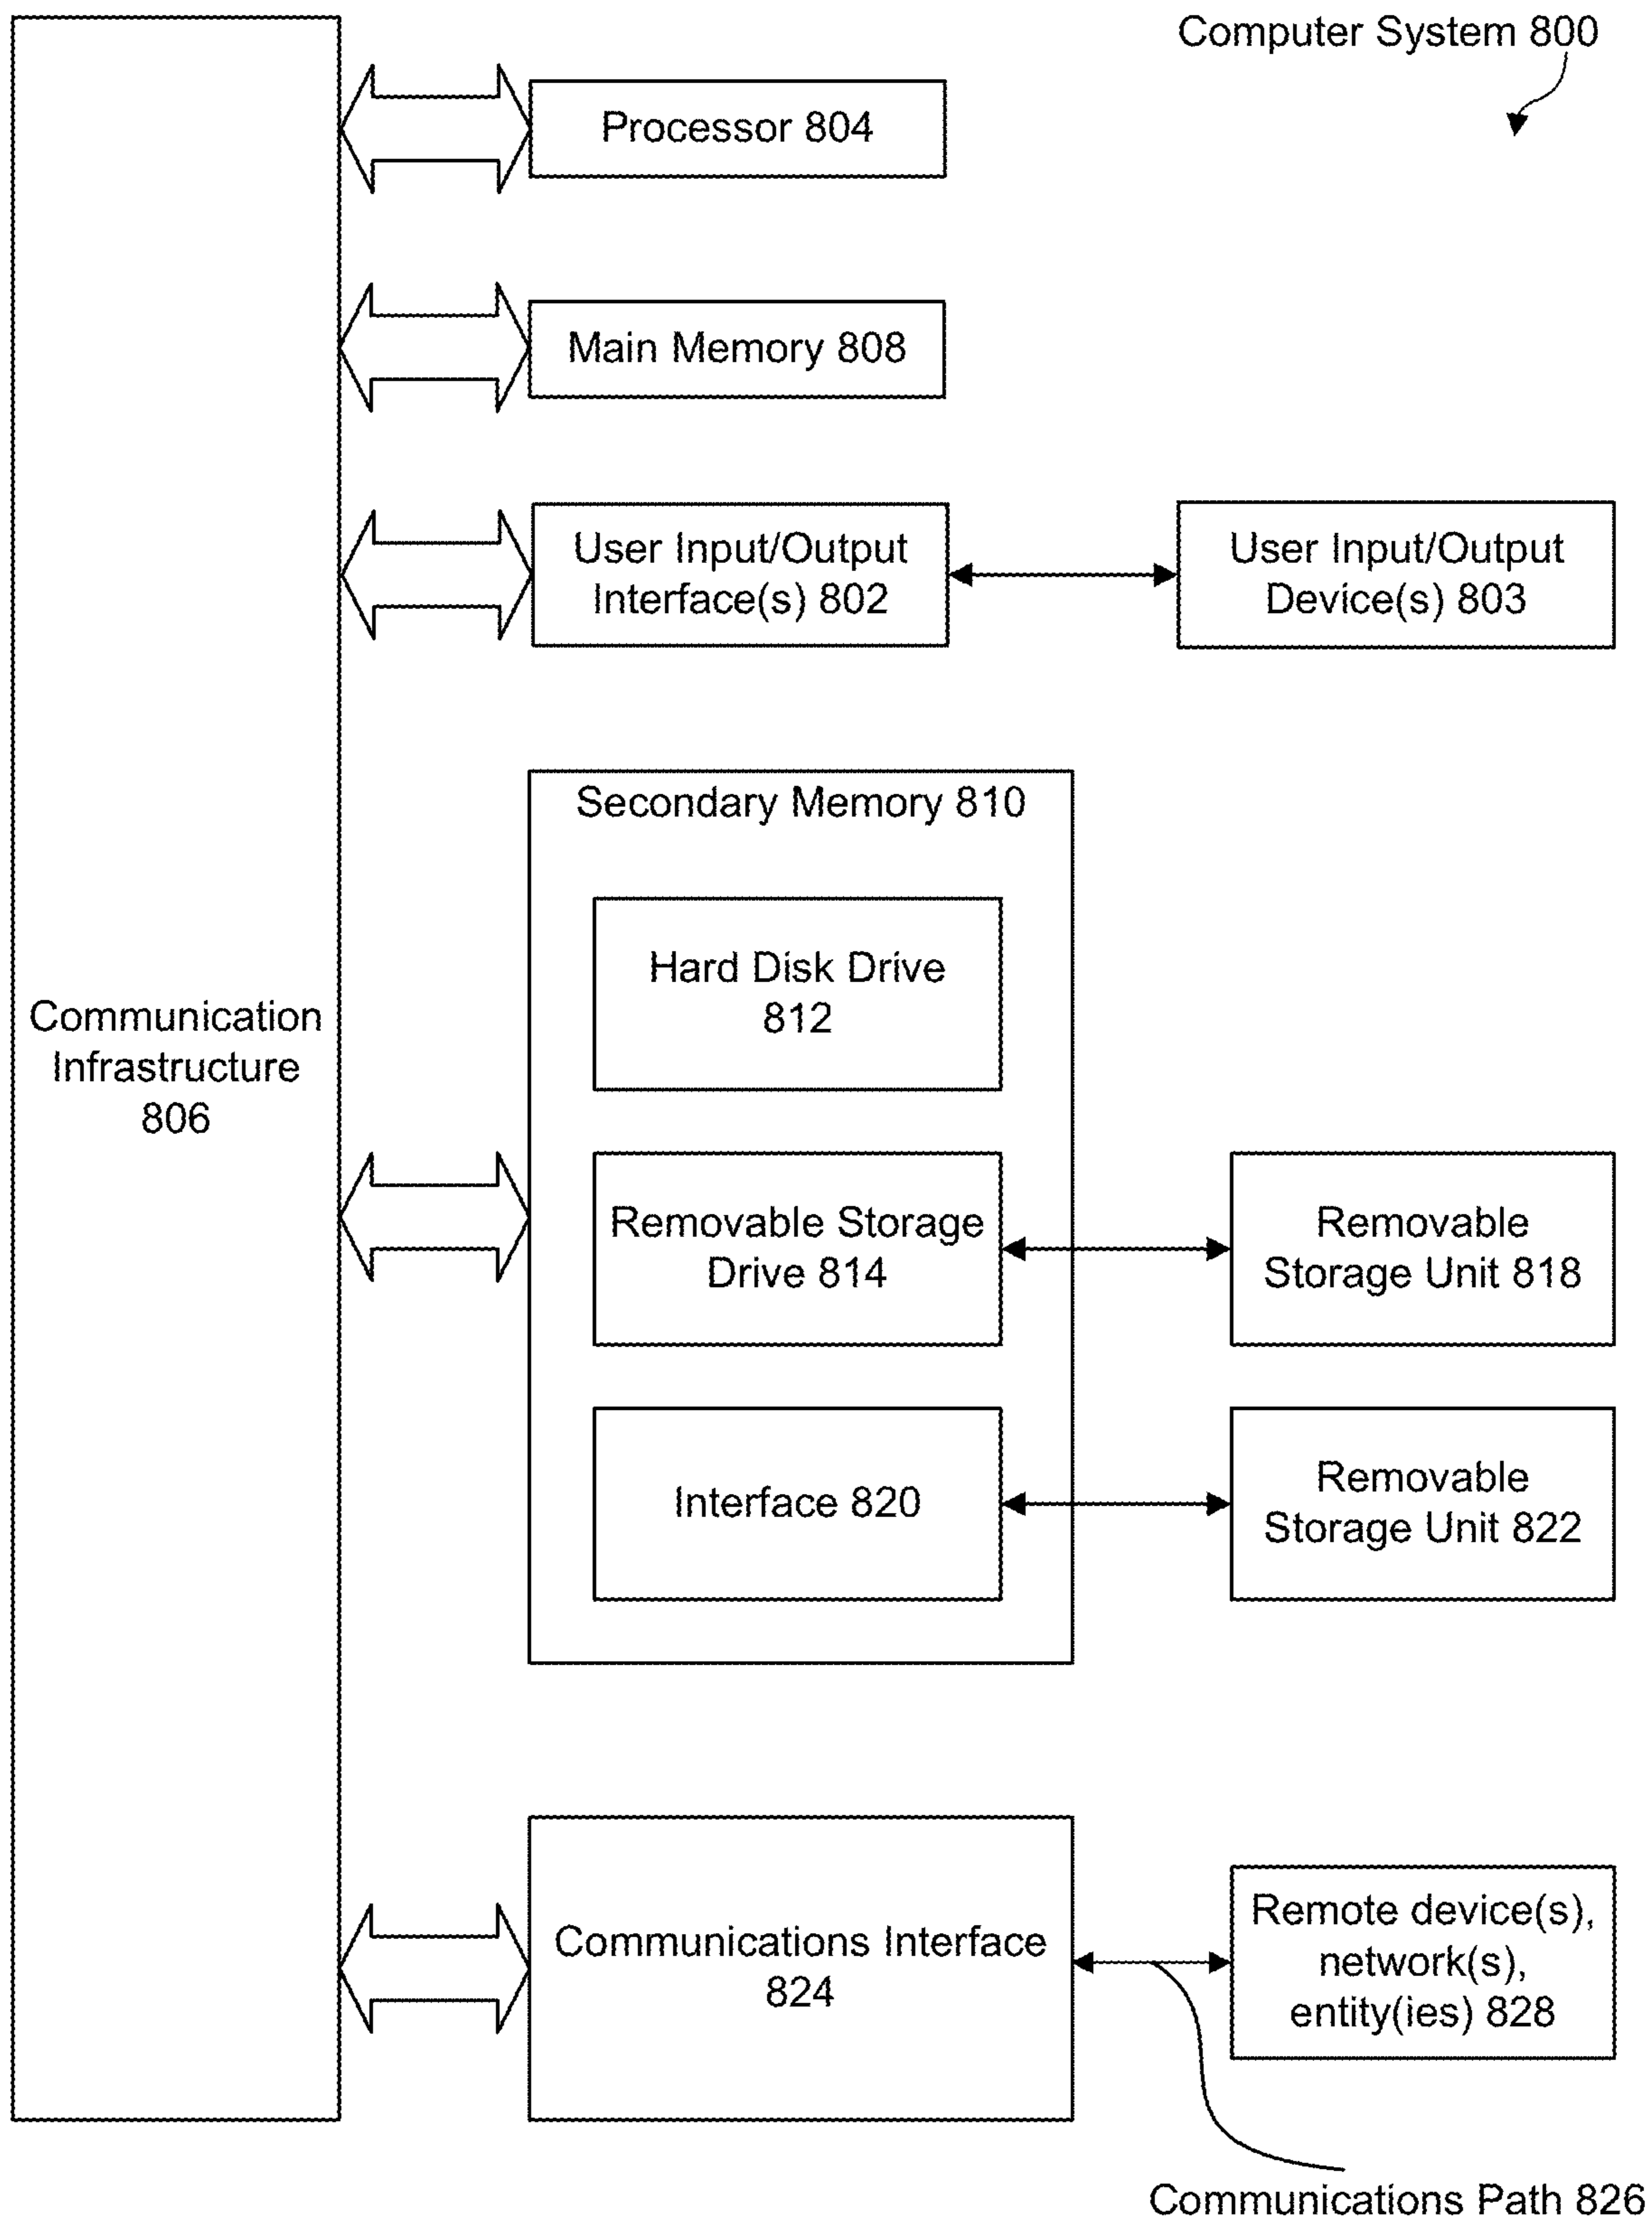 Computer System 800
Processor 804
Main Memory 808
User Input/Output
Interface(s) 802
User Input/Output
Device(s) 803
Secondary Memory 810
Hard Disk Drive
812
Communication
Infrastructure
806
Removable Storage
Drive 814
Removable
Storage Unit 818
Interface 820
Removable
Storage Unit 822
Communications Interface
824
Remote device(s),
network(s),
entity(ies) 828
Communications Path 826